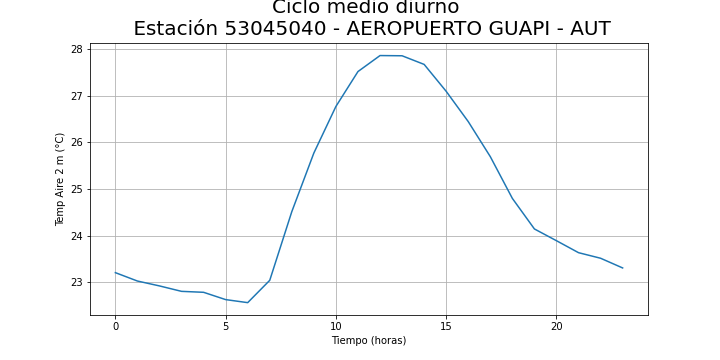 Ciclo medio diurno
Estación 53045040 - AEROPUERTO GUAPI - AUT
28
27
26
25
24
23
Temp Aire 2 m (°C)
0 5 10 15 20
Tiempo (horas)